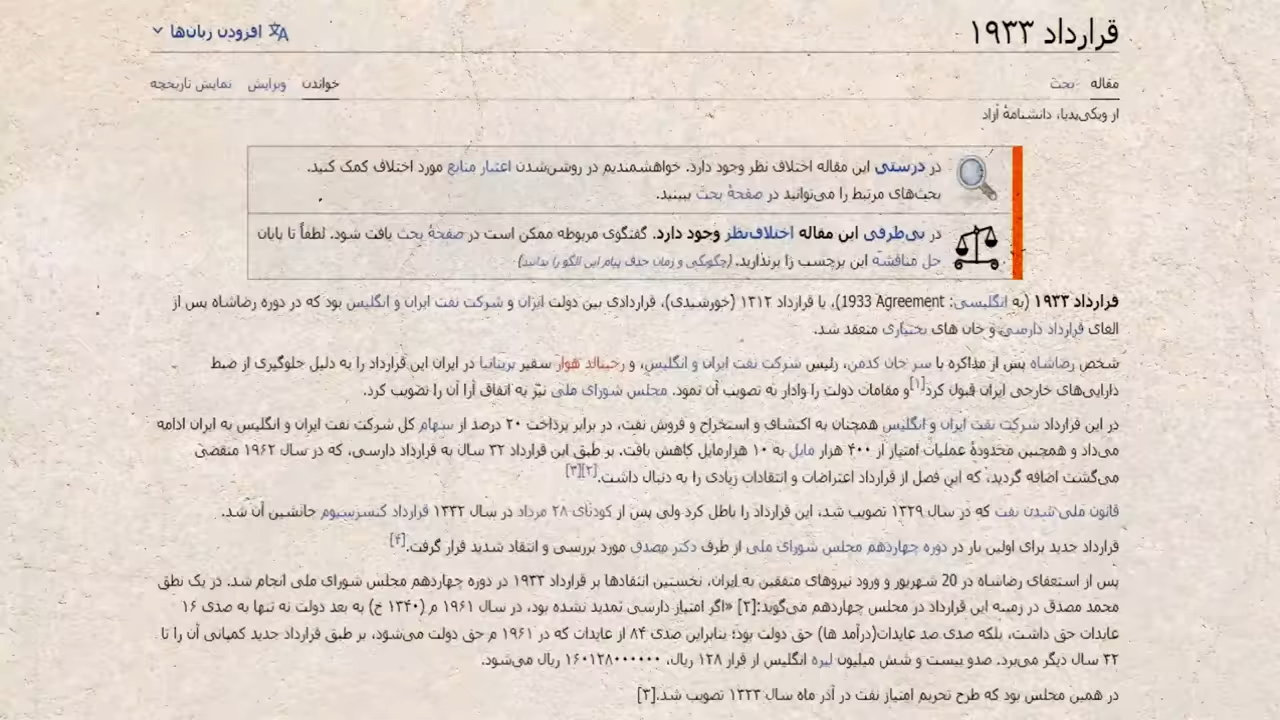 قرارداد ۱۹۳۳
افزودن زبان‌ها
مقاله بحث
خواندن ویرایش نمایش تاریخچه
از ویکی‌پدیا، دانشنامهٔ آزاد
در درستی این مقاله اختلاف نظر وجود دارد. خواهشمندیم در روشن‌شدن اعتبار منابع مورد اختلاف کمک کنید.
بحث‌های مرتبط را می‌توانید در صفحهٔ بحث ببینید.
در بی‌طرفی این مقاله اختلاف‌نظر وجود دارد. گفتگوی مربوطه ممکن است در صفحهٔ بحث یافت شود. لطفاً تا پایان
حل مناقشه این برچسب را برندارید. (چگونگی و زمان حذف پیام این الگو را بدانید)
قرارداد ۱۹۳۳ (به انگلیسی: 1933 Agreement)، یا قرارداد ۱۳۱۲ (خورشیدی)، قراردادی بین دولت ایران و شرکت نفت ایران و انگلیس بود که در دوره رضاشاه پس از
الغای قرارداد دارسی و خان های بختیاری منعقد شد.
شخص رضاشاه پس از مذاکره با سر جان کدمن، رئیس شرکت نفت ایران و انگلیس، و رجینالد هوار سفیر بریتانیا در ایران این قرارداد را به دلیل جلوگیری از ضبط
دارایی‌های خارجی ایران قبول کرد[۱] و مقامات دولت را وادار به تصویب آن نمود. مجلس شورای ملی نیز به اتفاق آرا آن را تصویب کرد.
در این قرارداد شرکت نفت ایران و انگلیس همچنان به اکتشاف و استخراج و فروش نفت، در برابر پرداخت ۲۰ درصد از سهام کل شرکت نفت ایران و انگلیس به ایران ادامه
می‌داد و همچنین محدودهٔ عملیات امتیاز از ۴۰۰ هزار مایل به ۱۰ هزارمایل کاهش یافت. بر طبق این قرارداد ۳۲ سال به قرارداد دارسی، که در سال ۱۹۶۲ منقضی
می‌گشت اضافه گردید، که این فصل از قرارداد اعتراضات و انتقادات زیادی را به دنبال داشت.[۲][۳]
قانون ملی شدن نفت که در سال ۱۳۲۹ تصویب شد، این قرارداد را باطل کرد ولی پس از کودتای ۲۸ مرداد در سال ۱۳۳۲ قرارداد کنسرسیوم جانشین آن شد.
قرارداد جدید برای اولین بار در دوره چهاردهم مجلس شورای ملی از طرف دکتر مصدق مورد بررسی و انتقاد شدید قرار گرفت.[۴]
پس از استعفای رضاشاه در 20 شهریور و ورود نیروهای متفقین به ایران، نخستین انتقادها بر قرارداد ۱۹۳۳ در دوره چهاردهم مجلس شورای ملی انجام شد. در یک نطق
محمد مصدق در زمینه این قرارداد در مجلس چهاردهم می‌گوید:[۲] «اگر امتیاز دارسی تمدید نشده بود، در سال ۱۹۶۱ م (۱۳۴۰ خ) به بعد دولت نه تنها به صدی ۱۶
عایدات حق داشت، بلکه صدی صد عایدات(درآمد ها) حق دولت بود؛ بنابراین صدی ۸۴ از عایدات که در ۱۹۶۱ م حق دولت می‌شود، بر طبق قرارداد جدید کمپانی آن را تا
۳۲ سال دیگر می‌برد. صدو بیست و شش میلیون لیره انگلیس از قرار ۱۲۸ ریال، ۱۶۰۱۲۸۰۰۰۰۰۰ ریال می‌شود.
در همین مجلس بود که طرح تحریم امتیاز نفت در آذر ماه سال ۱۳۲۳ تصویب شد.[۳]